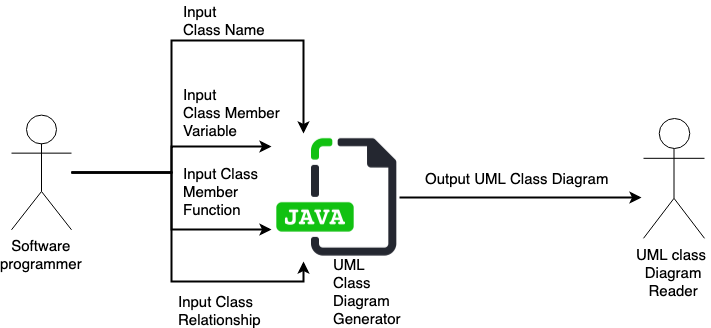 Input
Class Name
Input
Class Member
Variable
Input Class
Member
Function
Input Class
Relationship
Software
programmer
JAVA
UML
Class
Diagram
Generator
Output UML Class Diagram
UML class
Diagram
Reader